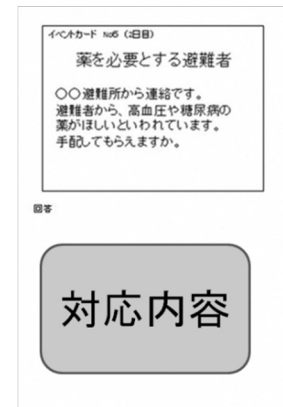 イベントカード No6 (2日目)
薬を必要とする避難者
〇〇避難所から連絡です。
避難者から、高血圧や糖尿病の
薬がほしいといわれています。
手配してもらえますか。
回答
対応内容